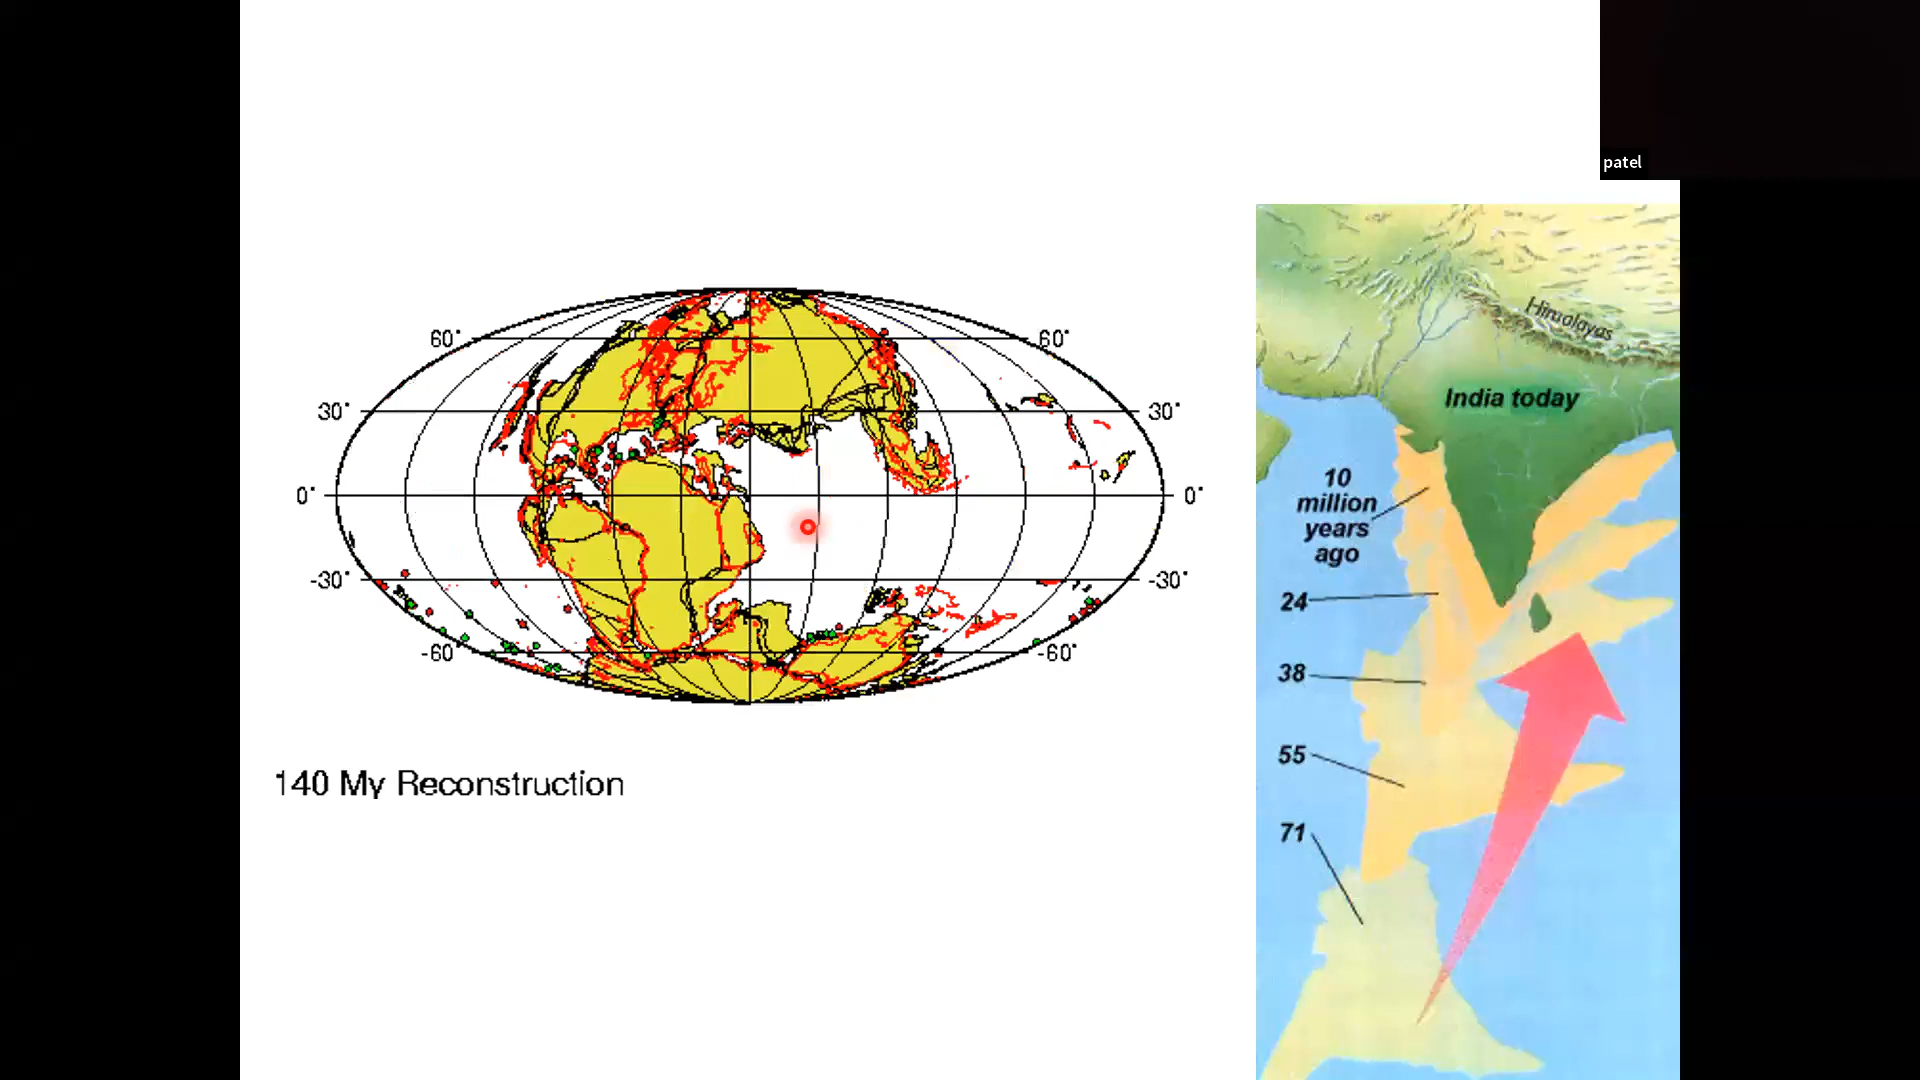 patel
60˚
60˚
30˚
30˚
0˚
0˚
-30˚
-30˚
-60˚
-60˚
140 My Reconstruction
Himalayas
India today
10
million
years
ago
24
38
55
71